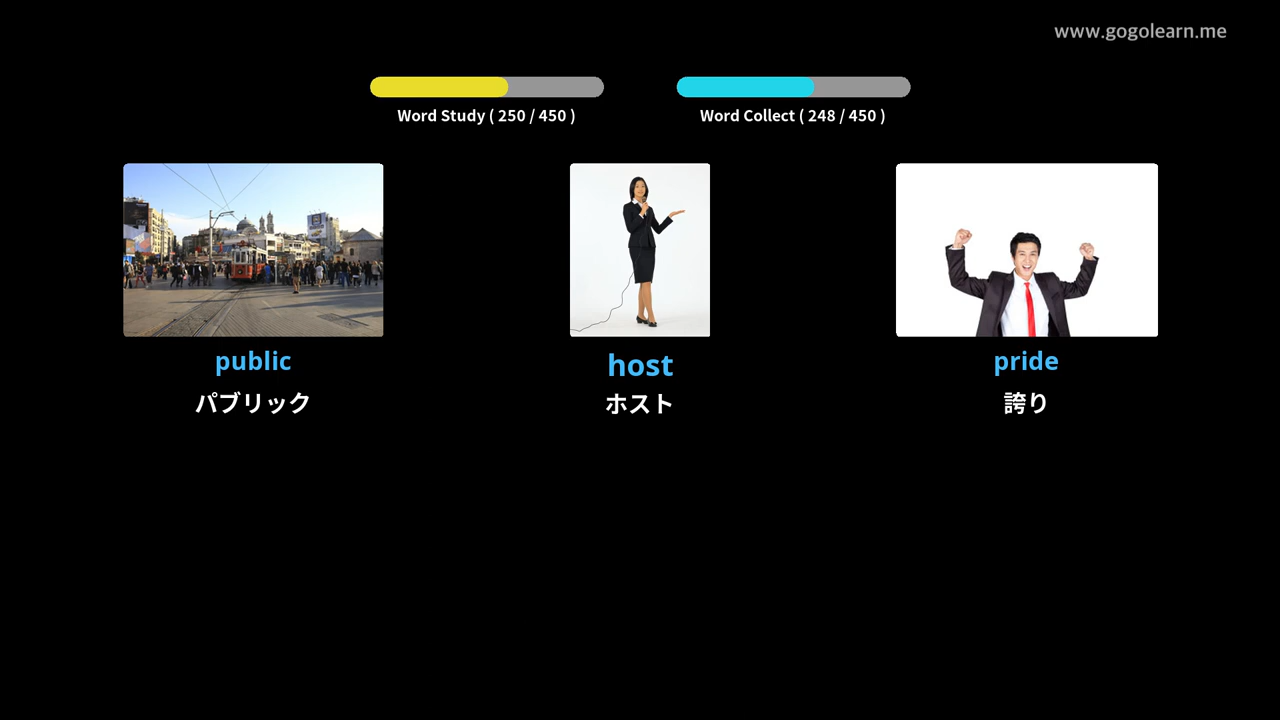 www.gogolearn.me
Word Study ( 250 / 450 )
Word Collect ( 248 / 450 )
public
host
pride
パブリック
ホスト
誇り